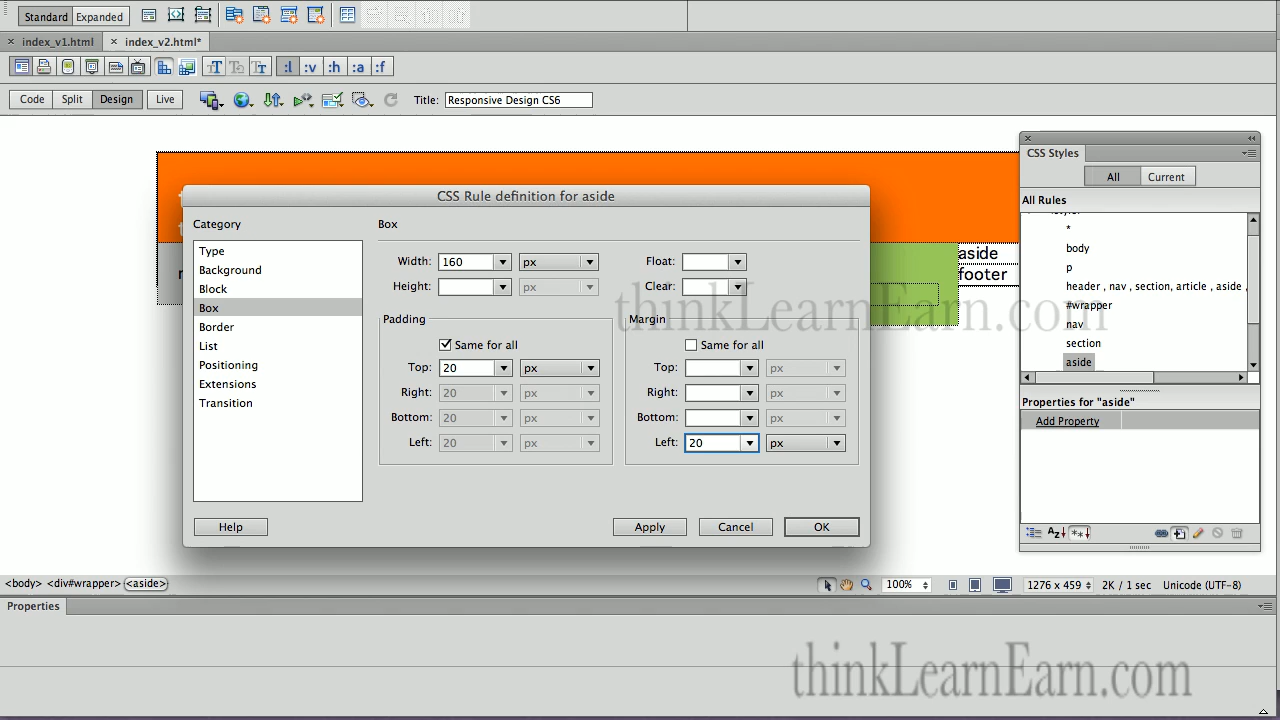 Standard Expanded
index_v1.html index_v2.html*
:l :v :h :a :f
Code Split Design Live Title: Responsive Design CS6
CSS Styles
All Current
All Rules
*
body
p
header , nav , section, article , aside ,
#wrapper
nav
section
aside
Properties for "aside"
Add Property
aside
footer
CSS Rule definition for aside
Category
Type
Background
Block
Box
Border
List
Positioning
Extensions
Transition
Box
Width: 160 px Float:
Height: px Clear:
Padding Margin
Same for all Same for all
Top: 20 px Top: px
Right: 20 px Right: px
Bottom: 20 px Bottom: px
Left: 20 px Left: 20 px
Help Apply Cancel OK
thinkLearnEarn.com
<body> <div#wrapper> <aside> 100% 1276 x 459 2K / 1 sec Unicode (UTF-8)
Properties
thinkLearnEarn.com